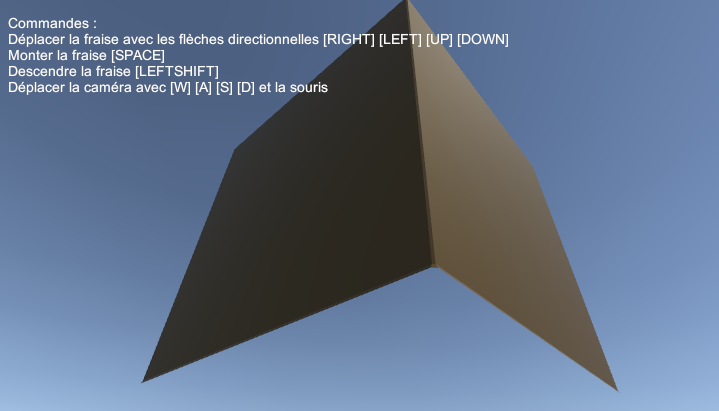 Commandes :
Déplacer la fraise avec les flèches directionnelles [RIGHT] [LEFT] [UP] [DOWN]
Monter la fraise [SPACE]
Descendre la fraise [LEFTSHIFT]
Déplacer la caméra avec [W] [A] [S] [D] et la souris